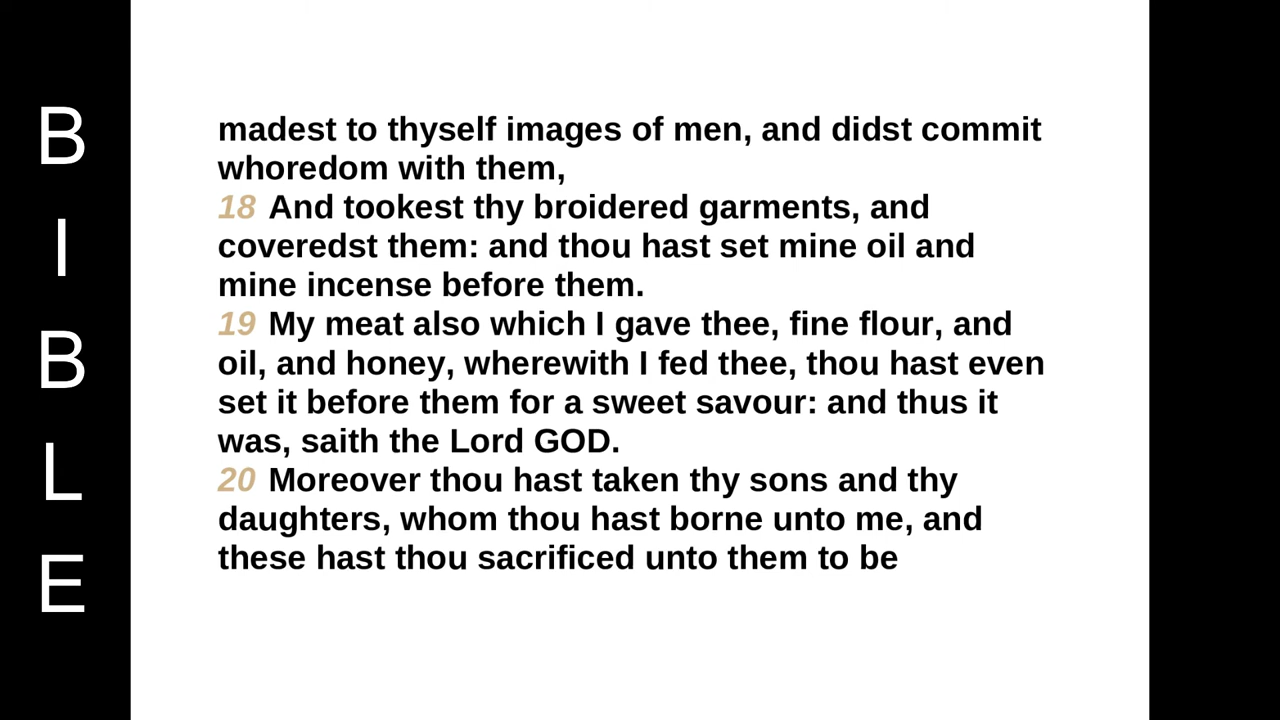 B
I
B
L
E
madest to thyself images of men, and didst commit
whoredom with them,
18 And tookest thy broidered garments, and
coveredst them: and thou hast set mine oil and
mine incense before them.
19 My meat also which I gave thee, fine flour, and
oil, and honey, wherewith I fed thee, thou hast even
set it before them for a sweet savour: and thus it
was, saith the Lord GOD.
20 Moreover thou hast taken thy sons and thy
daughters, whom thou hast borne unto me, and
these hast thou sacrificed unto them to be